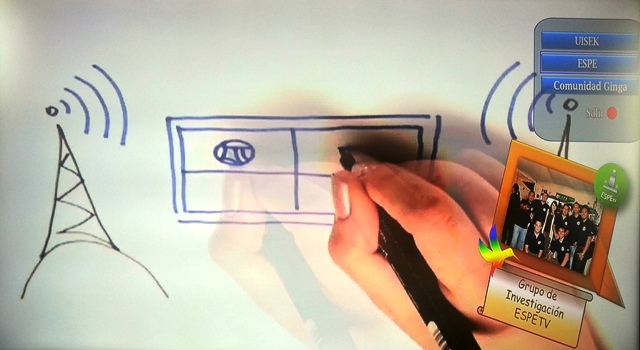 UISEK
ESPE
Comunidad Ginga
Salir
ESPEtv
Grupo de
Investigación
ESPETV